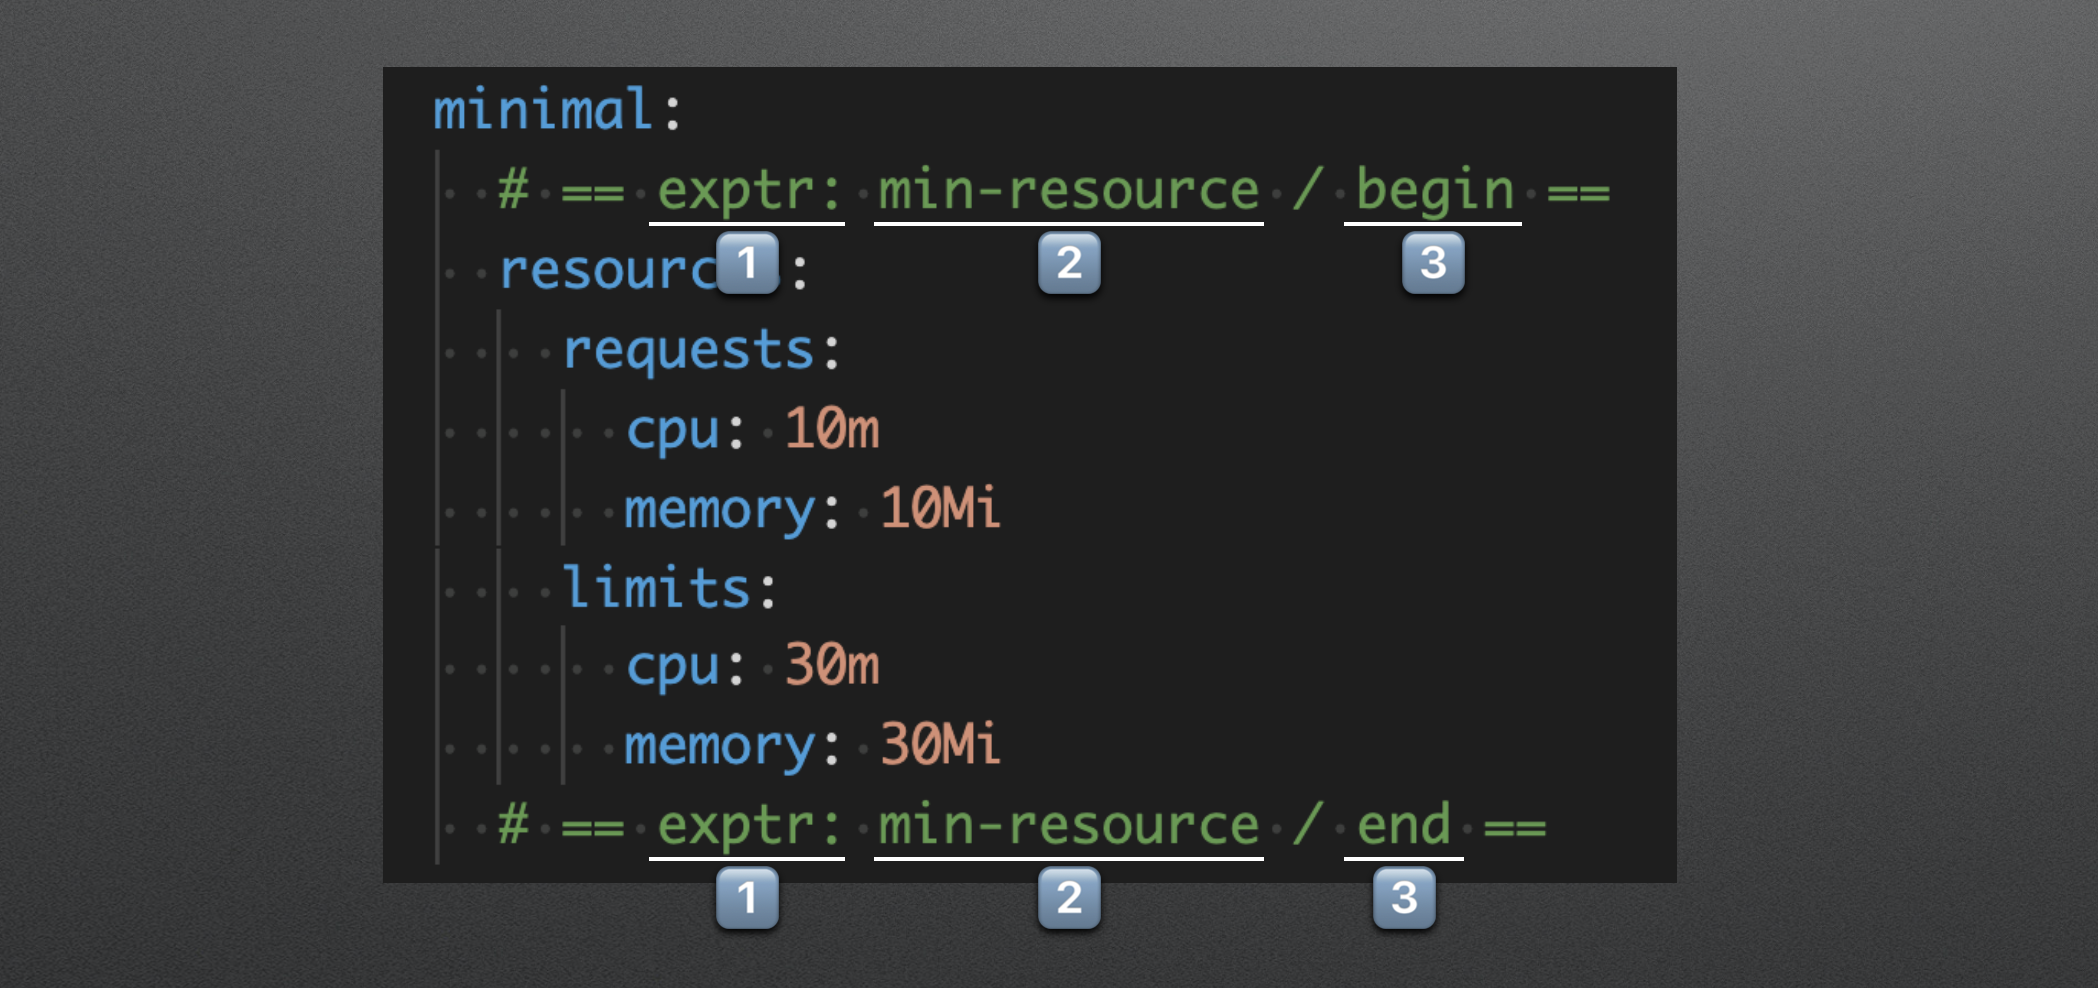 minimal:
# == exptr: min-resource / begin ==
1 2 3
resourc :
requests:
cpu: 10m
memory: 10Mi
limits:
cpu: 30m
memory: 30Mi
# == exptr: min-resource / end ==
1 2 3